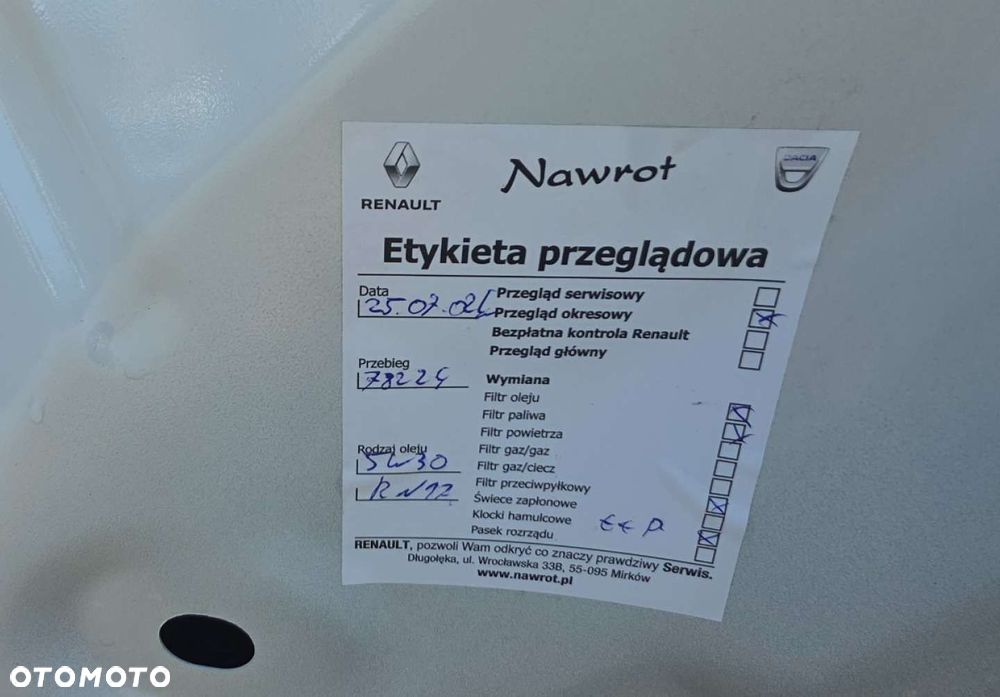 Nawrot
DACIA
RENAULT
Etykieta przeglądowa
Data
25.07.02
Przegląd serwisowy
Przegląd okresowy
Bezpłatna kontrola Renault
Przegląd główny
Przebieg
Wymiana
Filtr oleju
Filtr paliwa
Filtr powietrza
Filtr gaz/gaz
Filtr gaz/ciecz
Filtr przeciwpyłkowy
Świece zapłonowe
Klocki hamulcowe
Pasek rozrządu
Rodzaj oleju
5w30
RN17
RENAULT, pozwoli Wam odkryć co znaczy prawdziwy Serwis.
Długołęka, ul. Wrocławska 33B, 55-095 Mirków
www.nawrot.pl
OTOMOTO